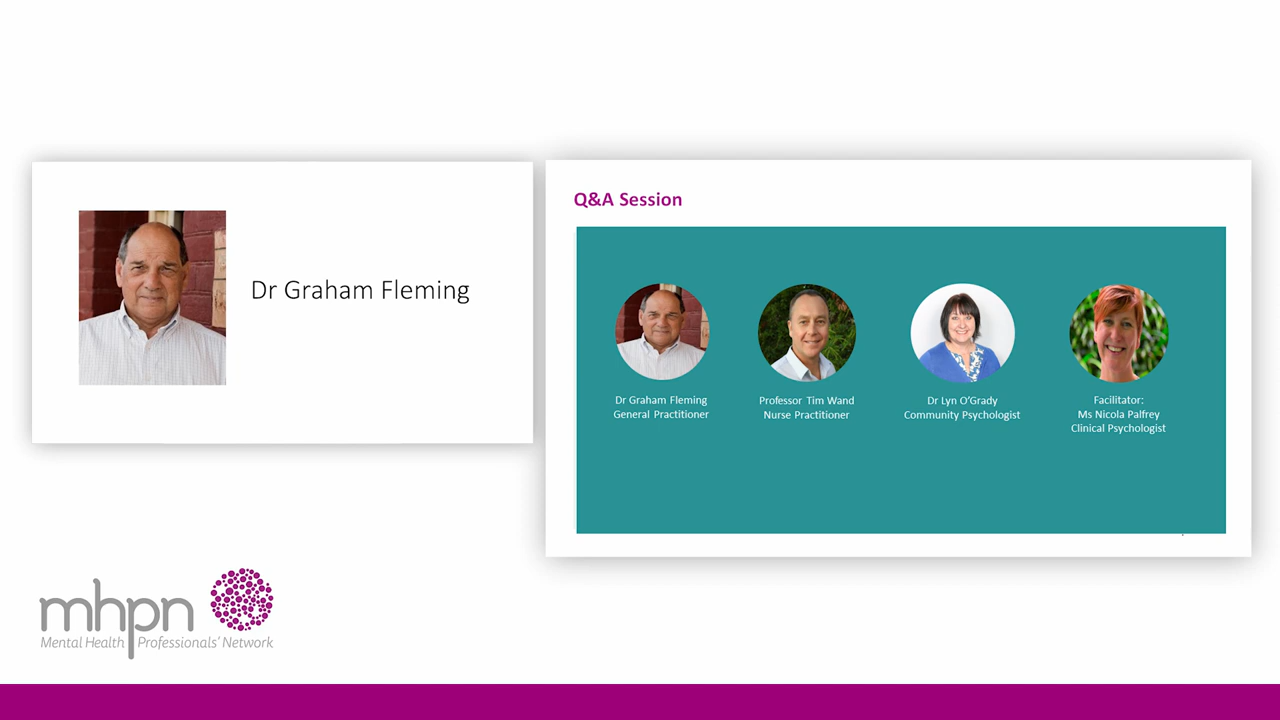 Dr Graham Fleming
Q&A Session
Dr Graham Fleming
General Practitioner
Professor Tim Wand
Nurse Practitioner
Dr Lyn O'Grady
Community Psychologist
Facilitator:
Ms Nicola Palfrey
Clinical Psychologist
mhpn
Mental Health Professionals' Network